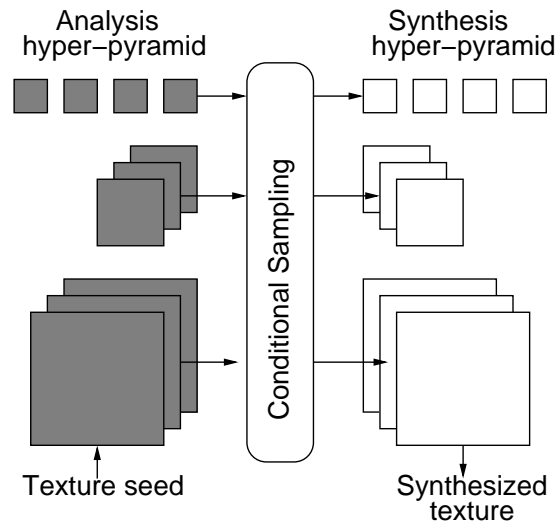 Analysis
hyper–pyramid
Synthesis
hyper–pyramid
Conditional Sampling
Texture seed
Synthesized
texture